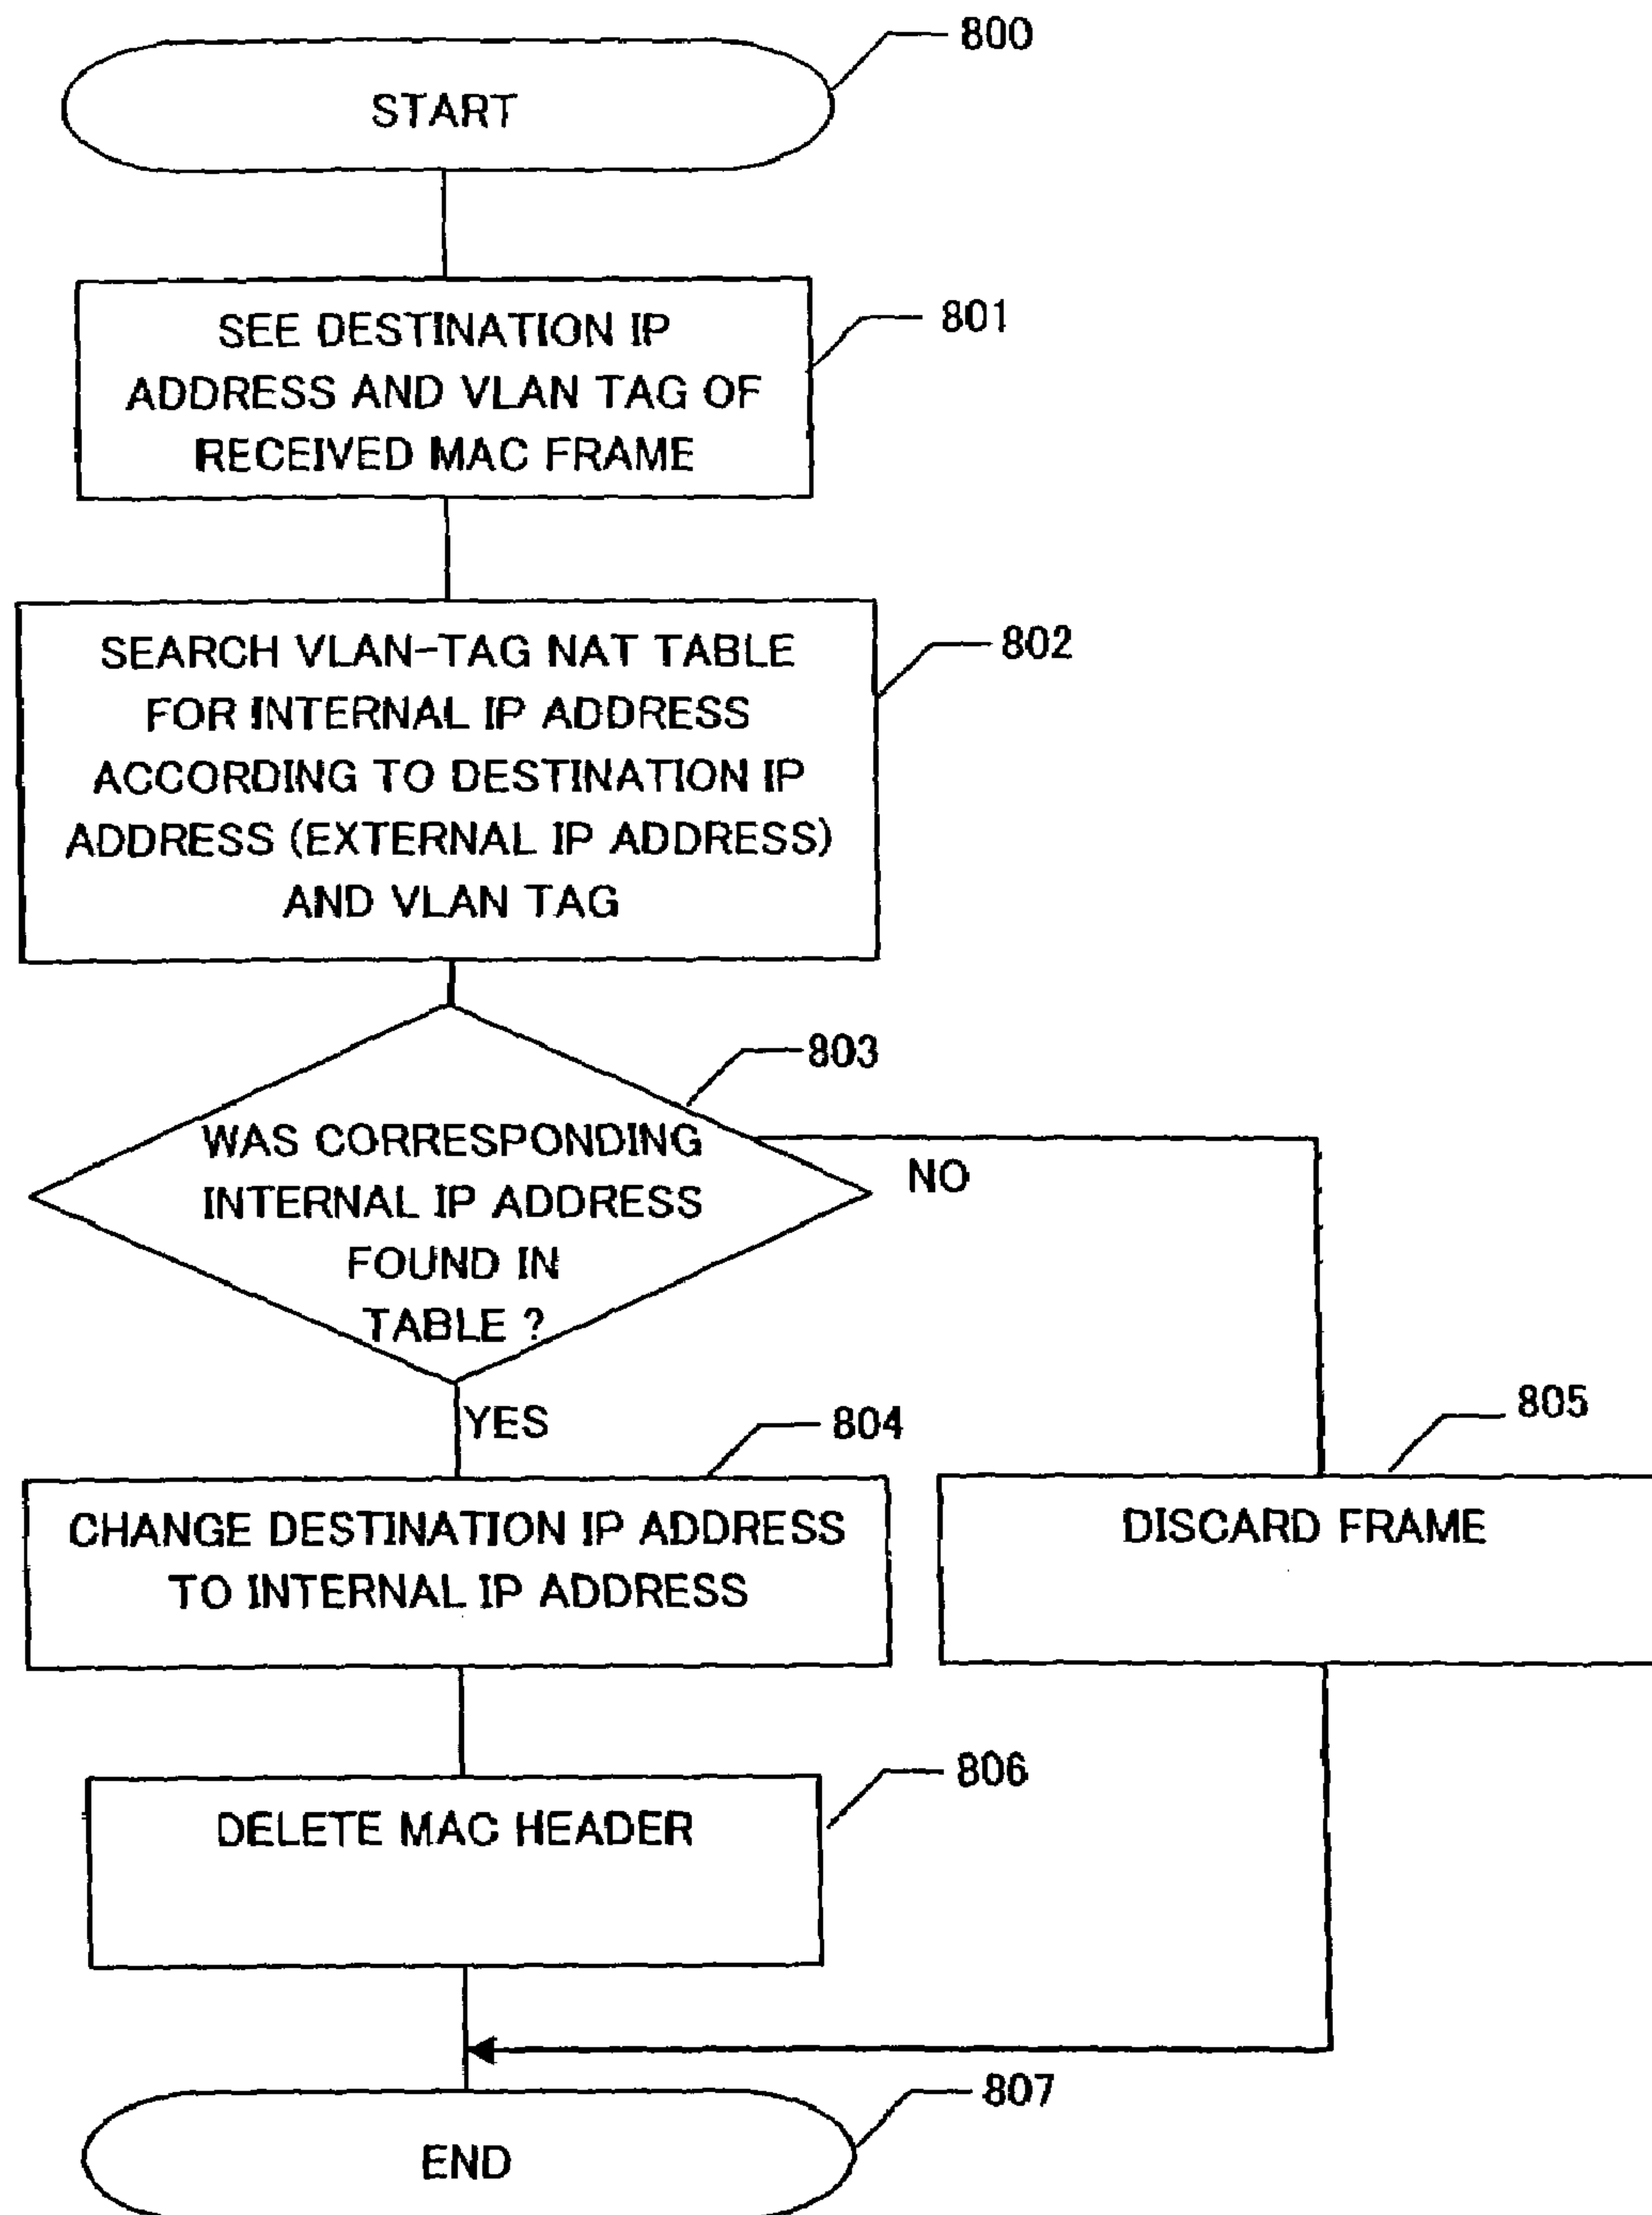 800
START
801
SEE DESTINATION IP
ADDRESS AND VLAN TAG OF
RECEIVED MAC FRAME
802
SEARCH VLAN-TAG NAT TABLE
FOR INTERNAL IP ADDRESS
ACCORDING TO DESTINATION IP
ADDRESS (EXTERNAL IP ADDRESS)
AND VLAN TAG
803
WAS CORRESPONDING
INTERNAL IP ADDRESS
FOUND IN
TABLE ?
NO
YES
804
CHANGE DESTINATION IP ADDRESS
TO INTERNAL IP ADDRESS
805
DISCARD FRAME
806
DELETE MAC HEADER
807
END